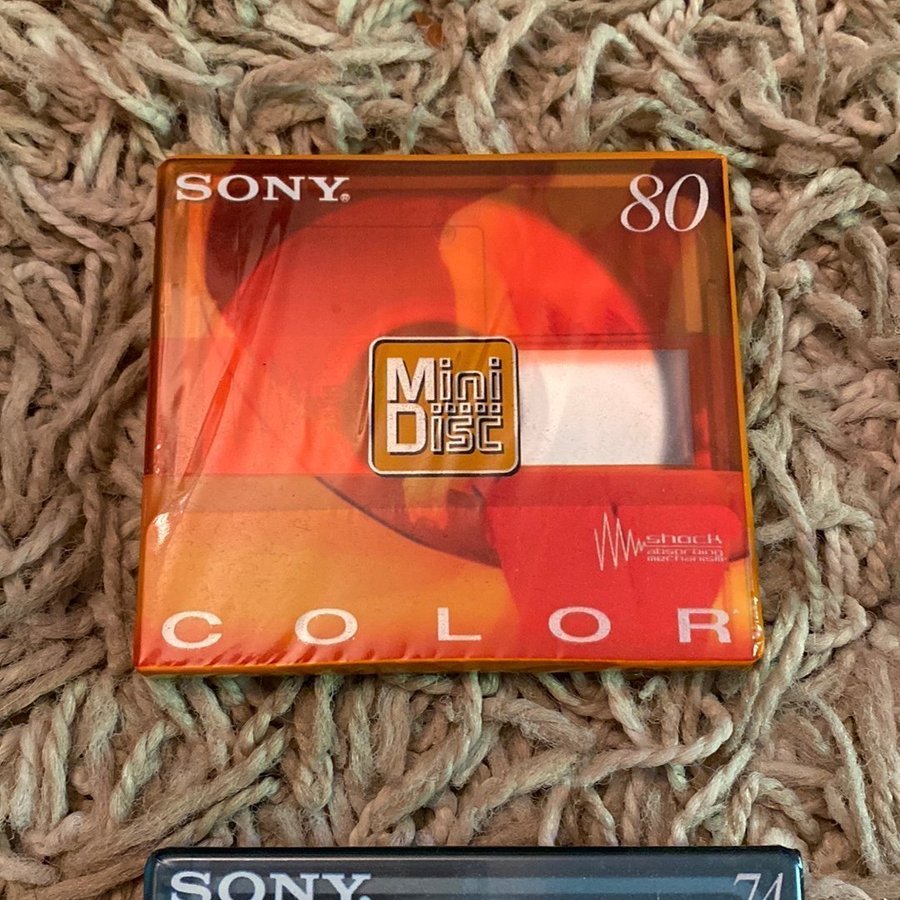 SONY®
80
Mini
Disc
shock
absorbing
mechanism
COLOR
SONY
74